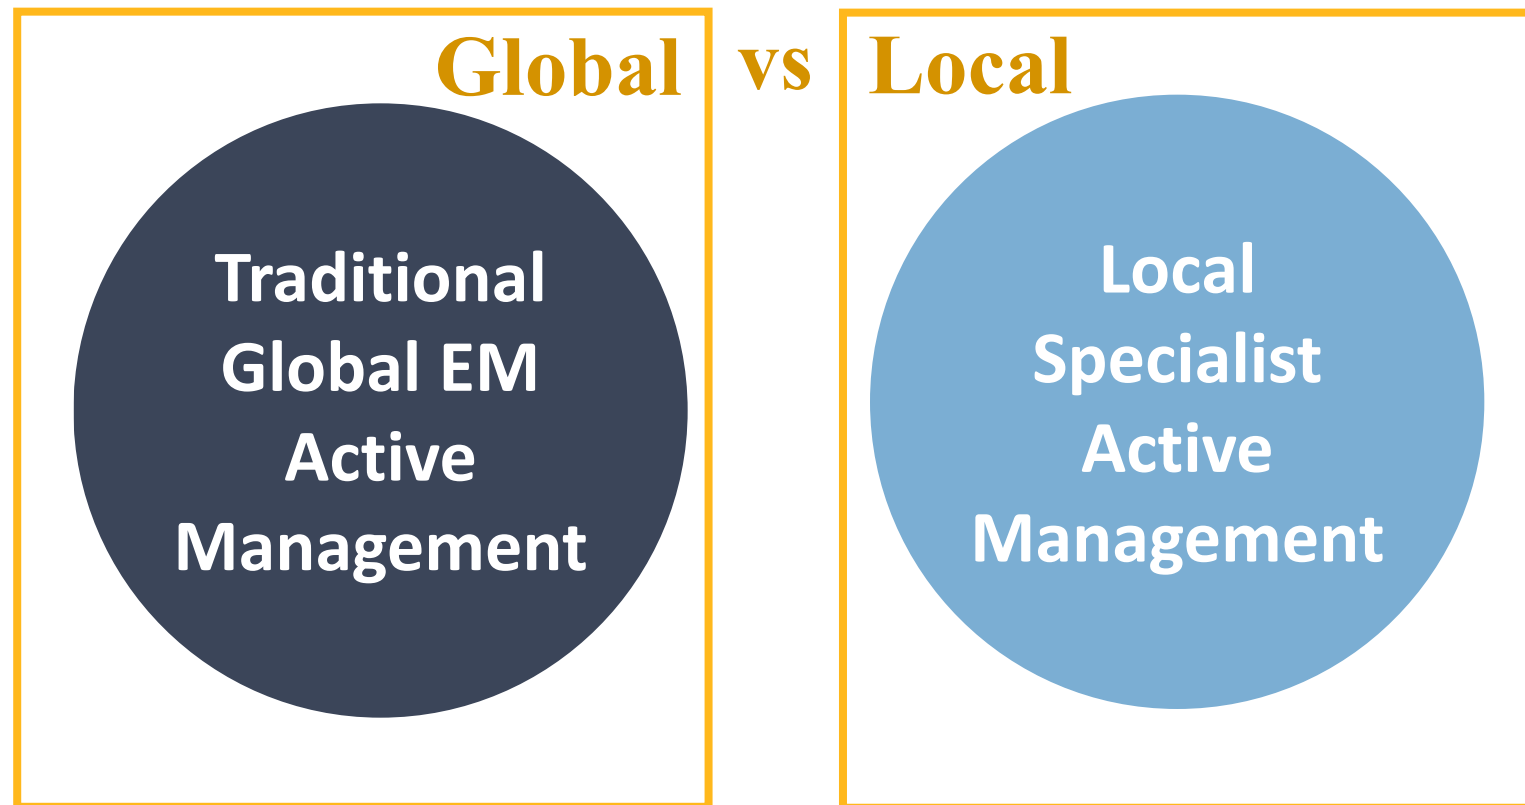 Global vs Local
Traditional
Global EM
Active
Management
Local
Specialist
Active
Management